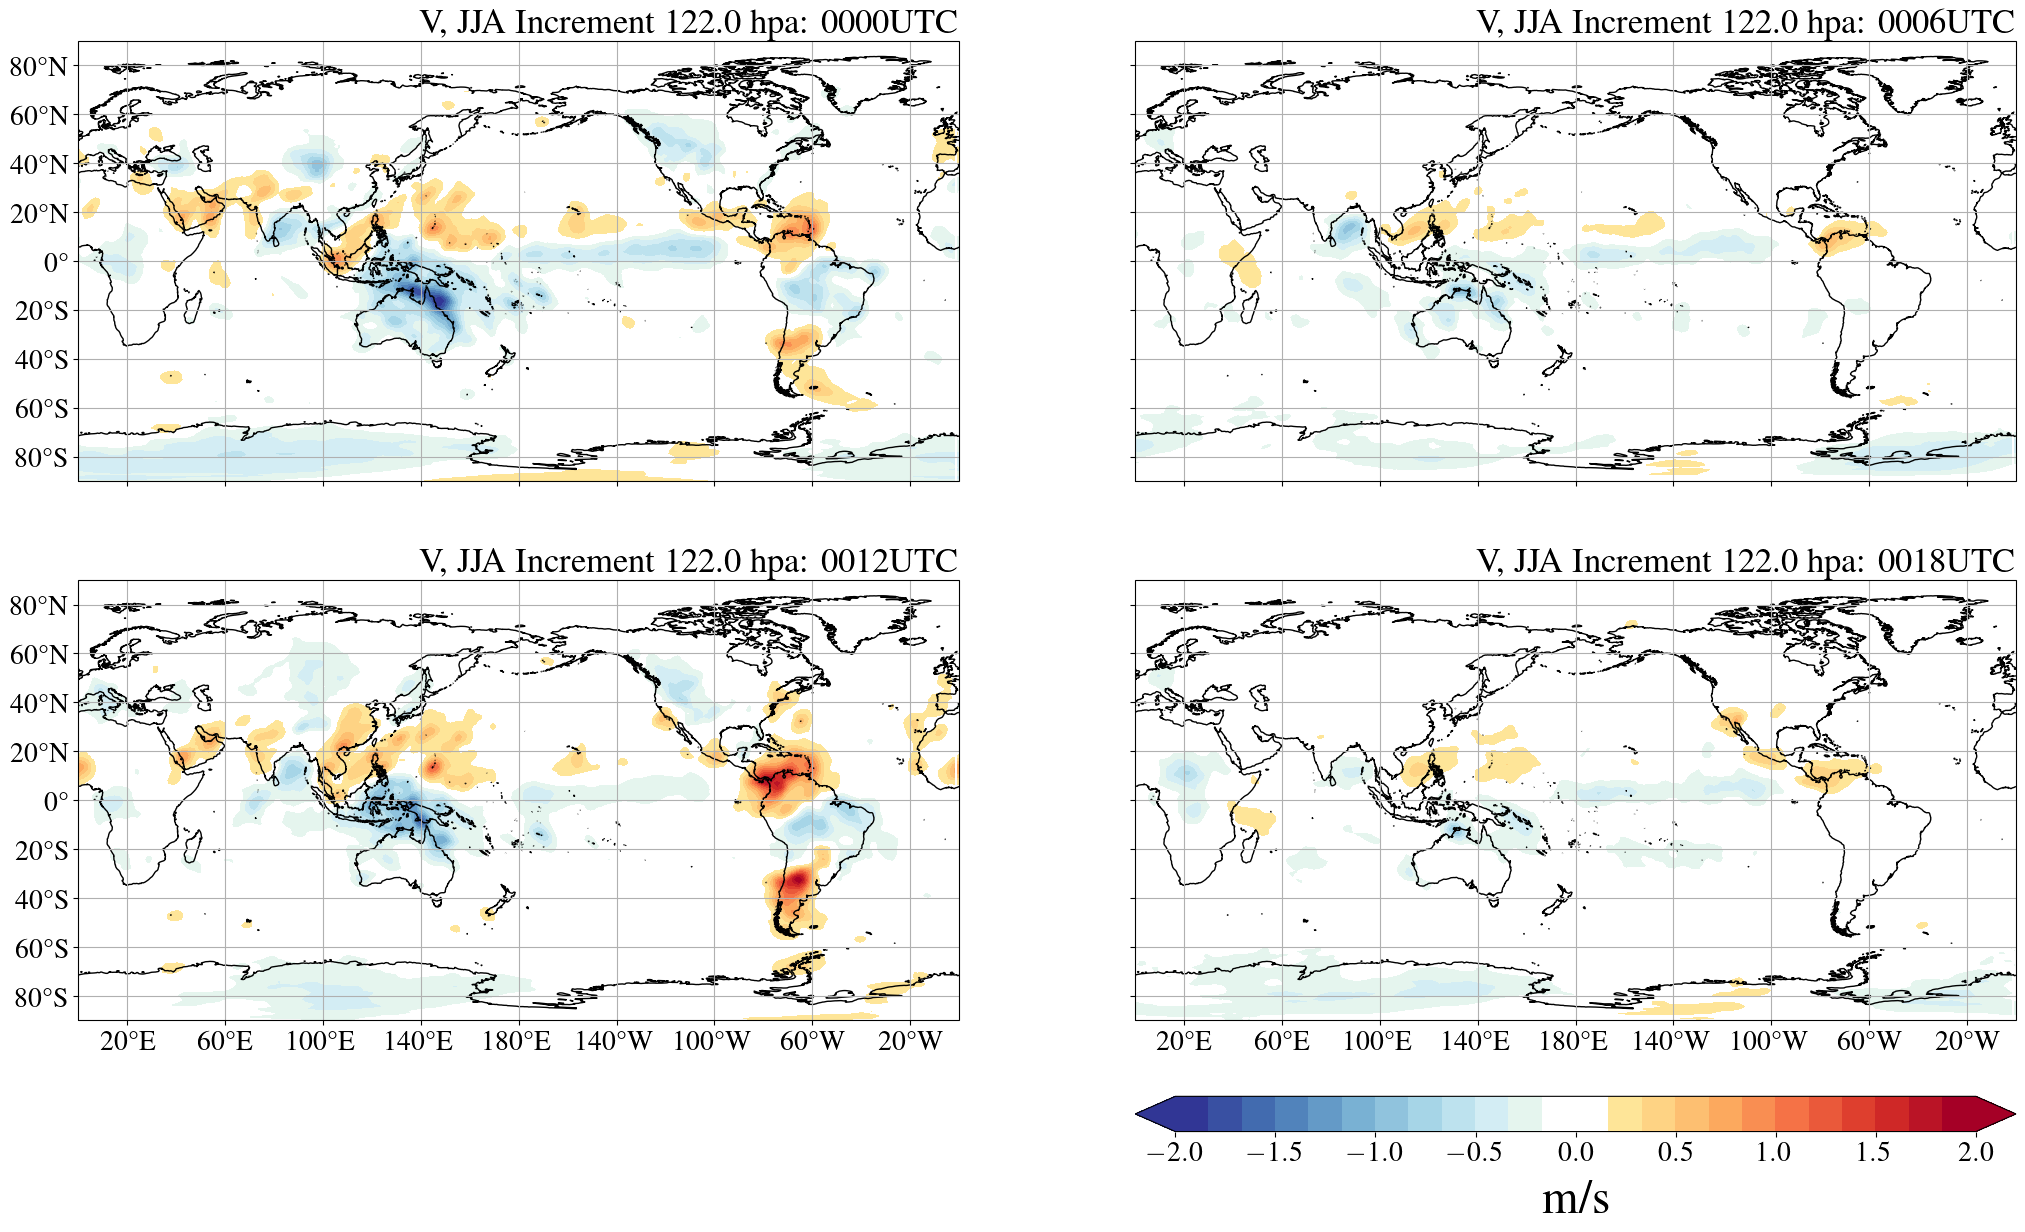 V, JJA Increment 122.0 hpa: 0000UTC
80°N
60°N
40°N
20°N
0°
20°S
40°S
60°S
80°S
V, JJA Increment 122.0 hpa: 0006UTC
V, JJA Increment 122.0 hpa: 0012UTC
80°N
60°N
40°N
20°N
0°
20°S
40°S
60°S
80°S
20°E 60°E 100°E 140°E 180°E 140°W 100°W 60°W 20°W
V, JJA Increment 122.0 hpa: 0018UTC
20°E 60°E 100°E 140°E 180°E 140°W 100°W 60°W 20°W
−2.0 −1.5 −1.0 −0.5 0.0 0.5 1.0 1.5 2.0
m/s